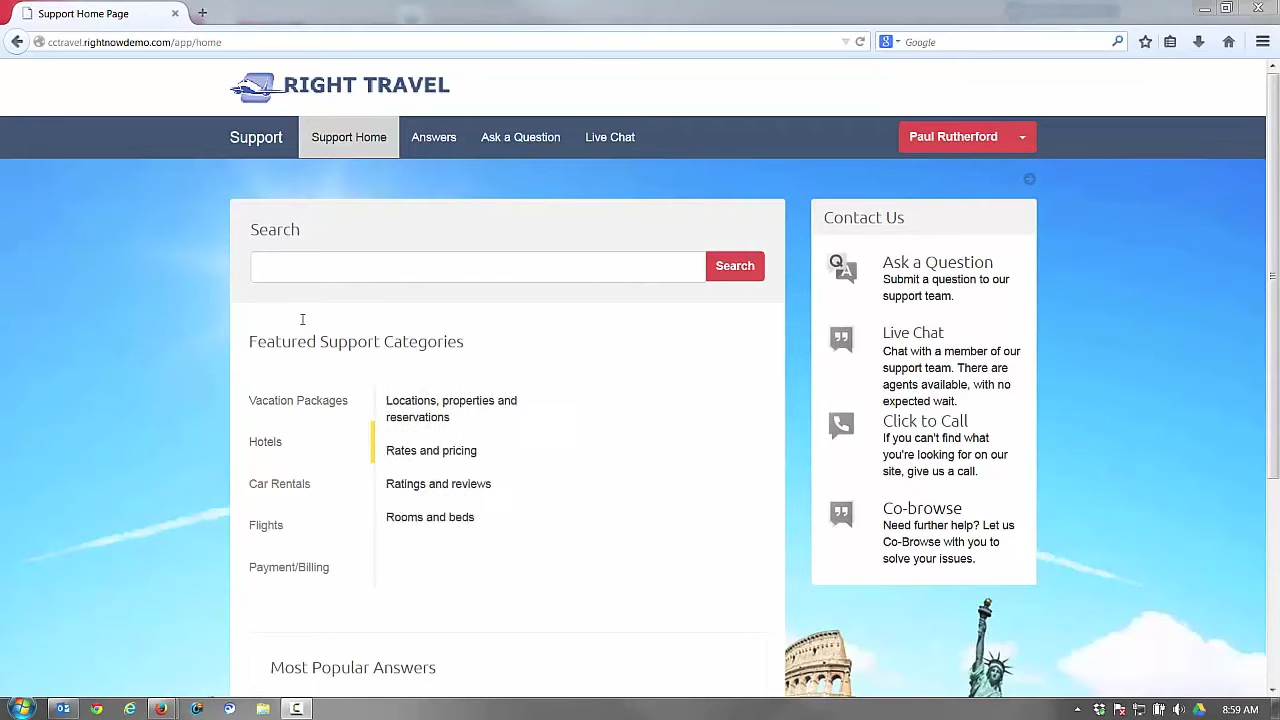 Support Home Page
cctravel.rightnowdemo.com/app/home
Google
RIGHT TRAVEL
Support
Support Home
Answers
Ask a Question
Live Chat
Paul Rutherford
Search
Search
Featured Support Categories
Vacation Packages
Hotels
Car Rentals
Flights
Payment/Billing
Locations, properties and
reservations
Rates and pricing
Ratings and reviews
Rooms and beds
Most Popular Answers
Contact Us
Ask a Question
Submit a question to our
support team.
Live Chat
Chat with a member of our
support team. There are
agents available, with no
expected wait.
Click to Call
If you can't find what
you're looking for on our
site, give us a call.
Co-browse
Need further help? Let us
Co-Browse with you to
solve your issues.
8:59 AM